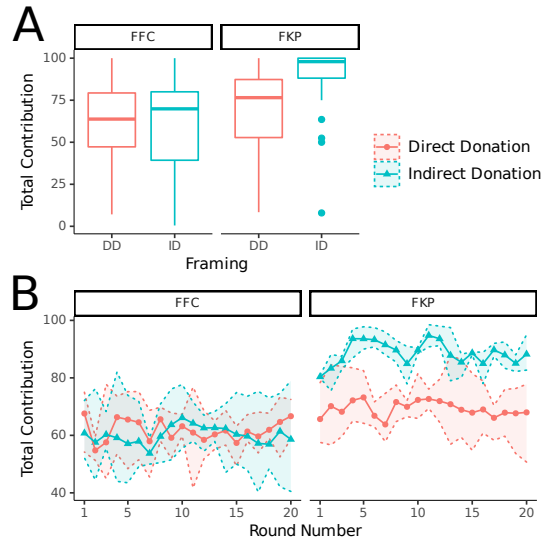 A
FFC FKP
100
75
50
25
0
Total Contribution
DD ID DD ID
Framing
Direct Donation
Indirect Donation
B
FFC FKP
100
80
60
40
Total Contribution
1 5 10 15 20 1 5 10 15 20
Round Number